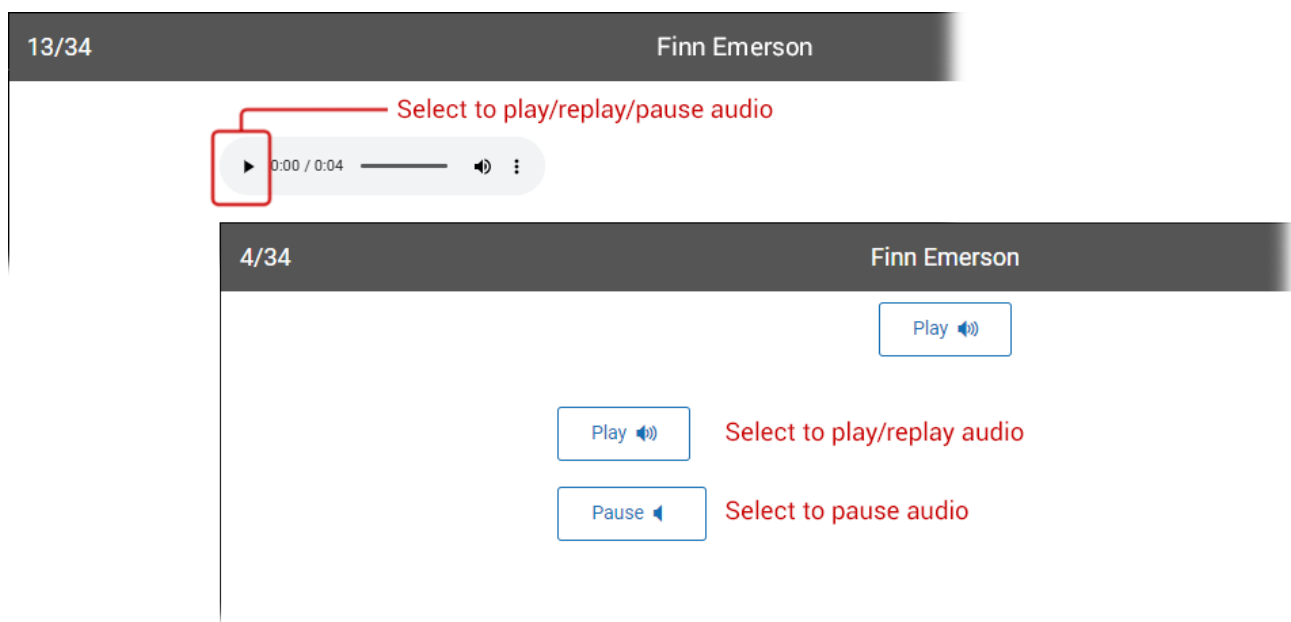 13/34 Finn Emerson
Select to play/replay/pause audio
0:00 / 0:04
4/34 Finn Emerson
Play
Play Select to play/replay audio
Pause Select to pause audio